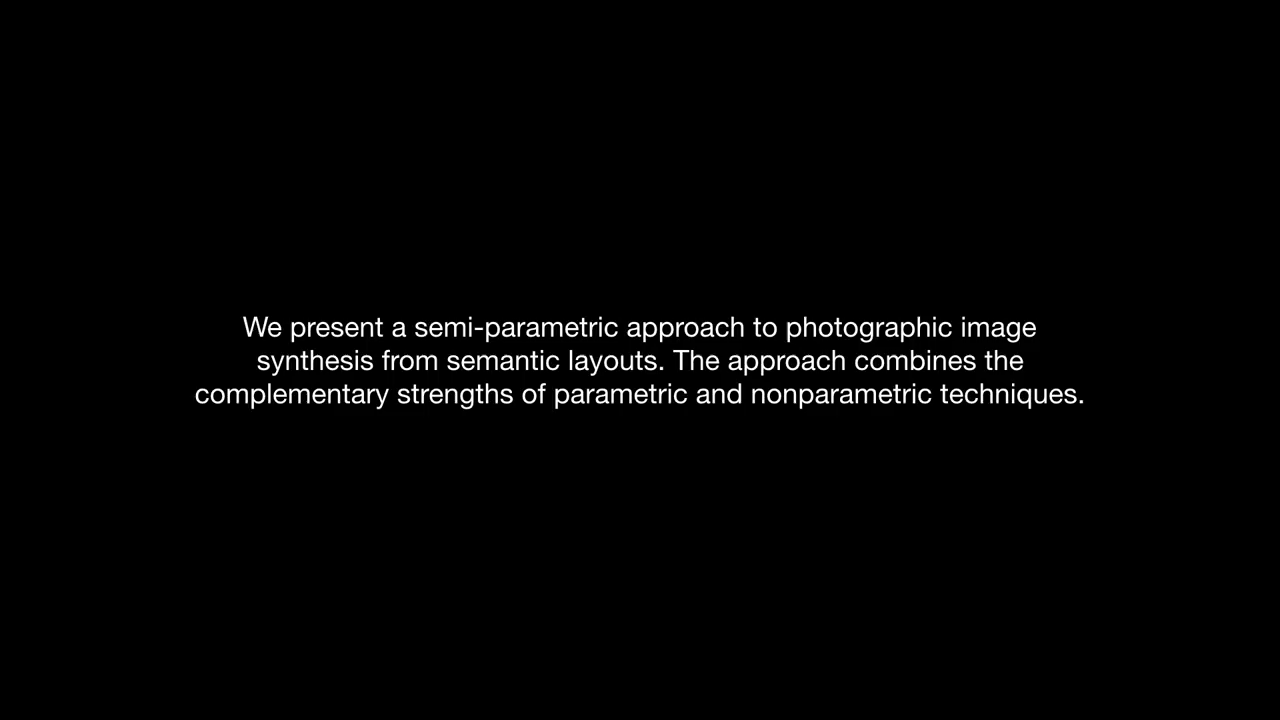 We present a semi-parametric approach to photographic image
synthesis from semantic layouts. The approach combines the
complementary strengths of parametric and nonparametric techniques.